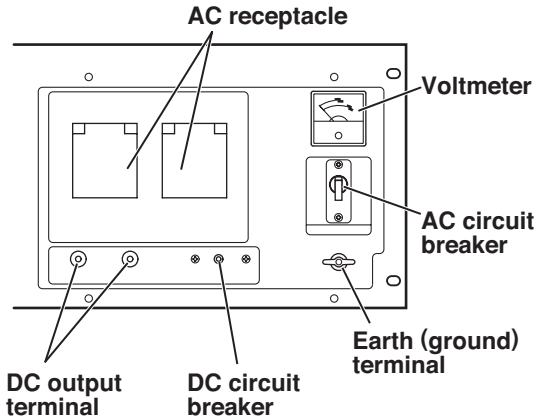 AC receptacle
Voltmeter
AC circuit
breaker
Earth (ground)
terminal
DC output
terminal
DC circuit
breaker